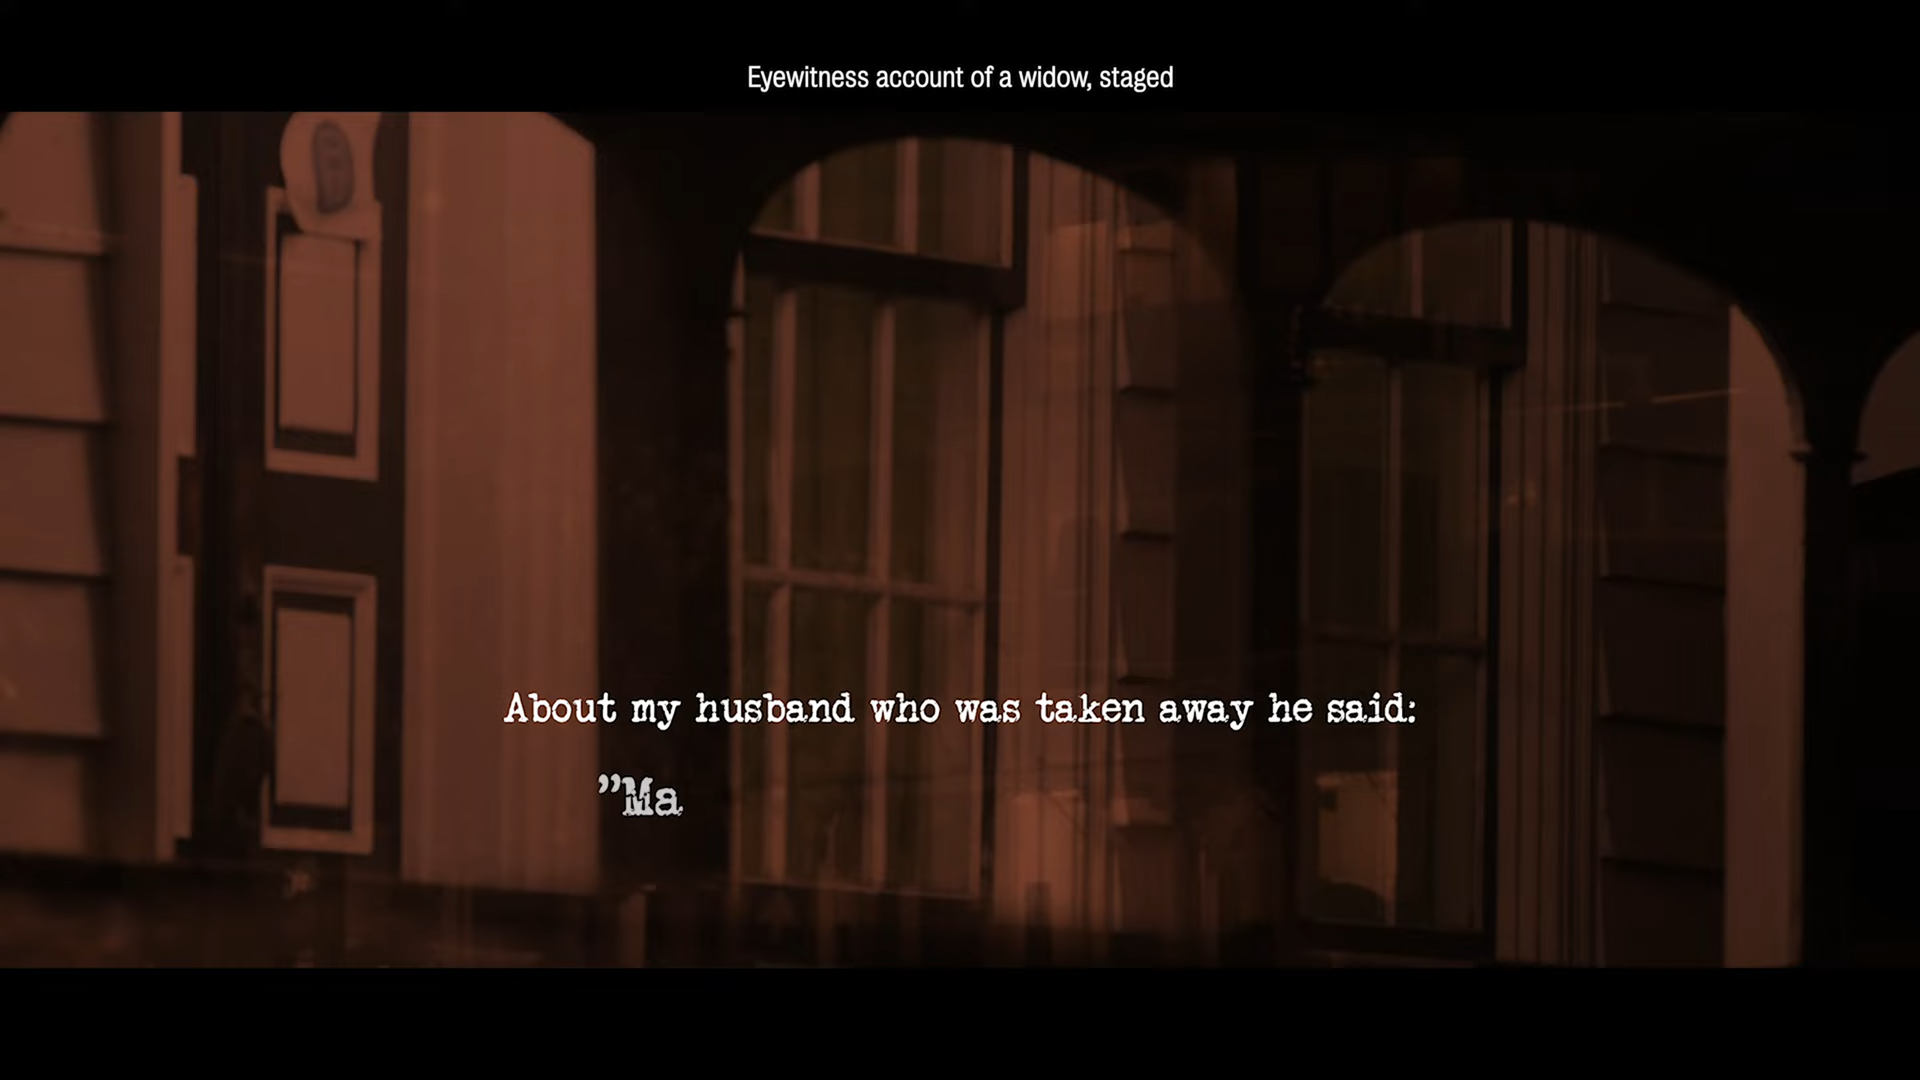 Eyewitness account of a widow, staged
About my husband who was taken away he said:
”Ma